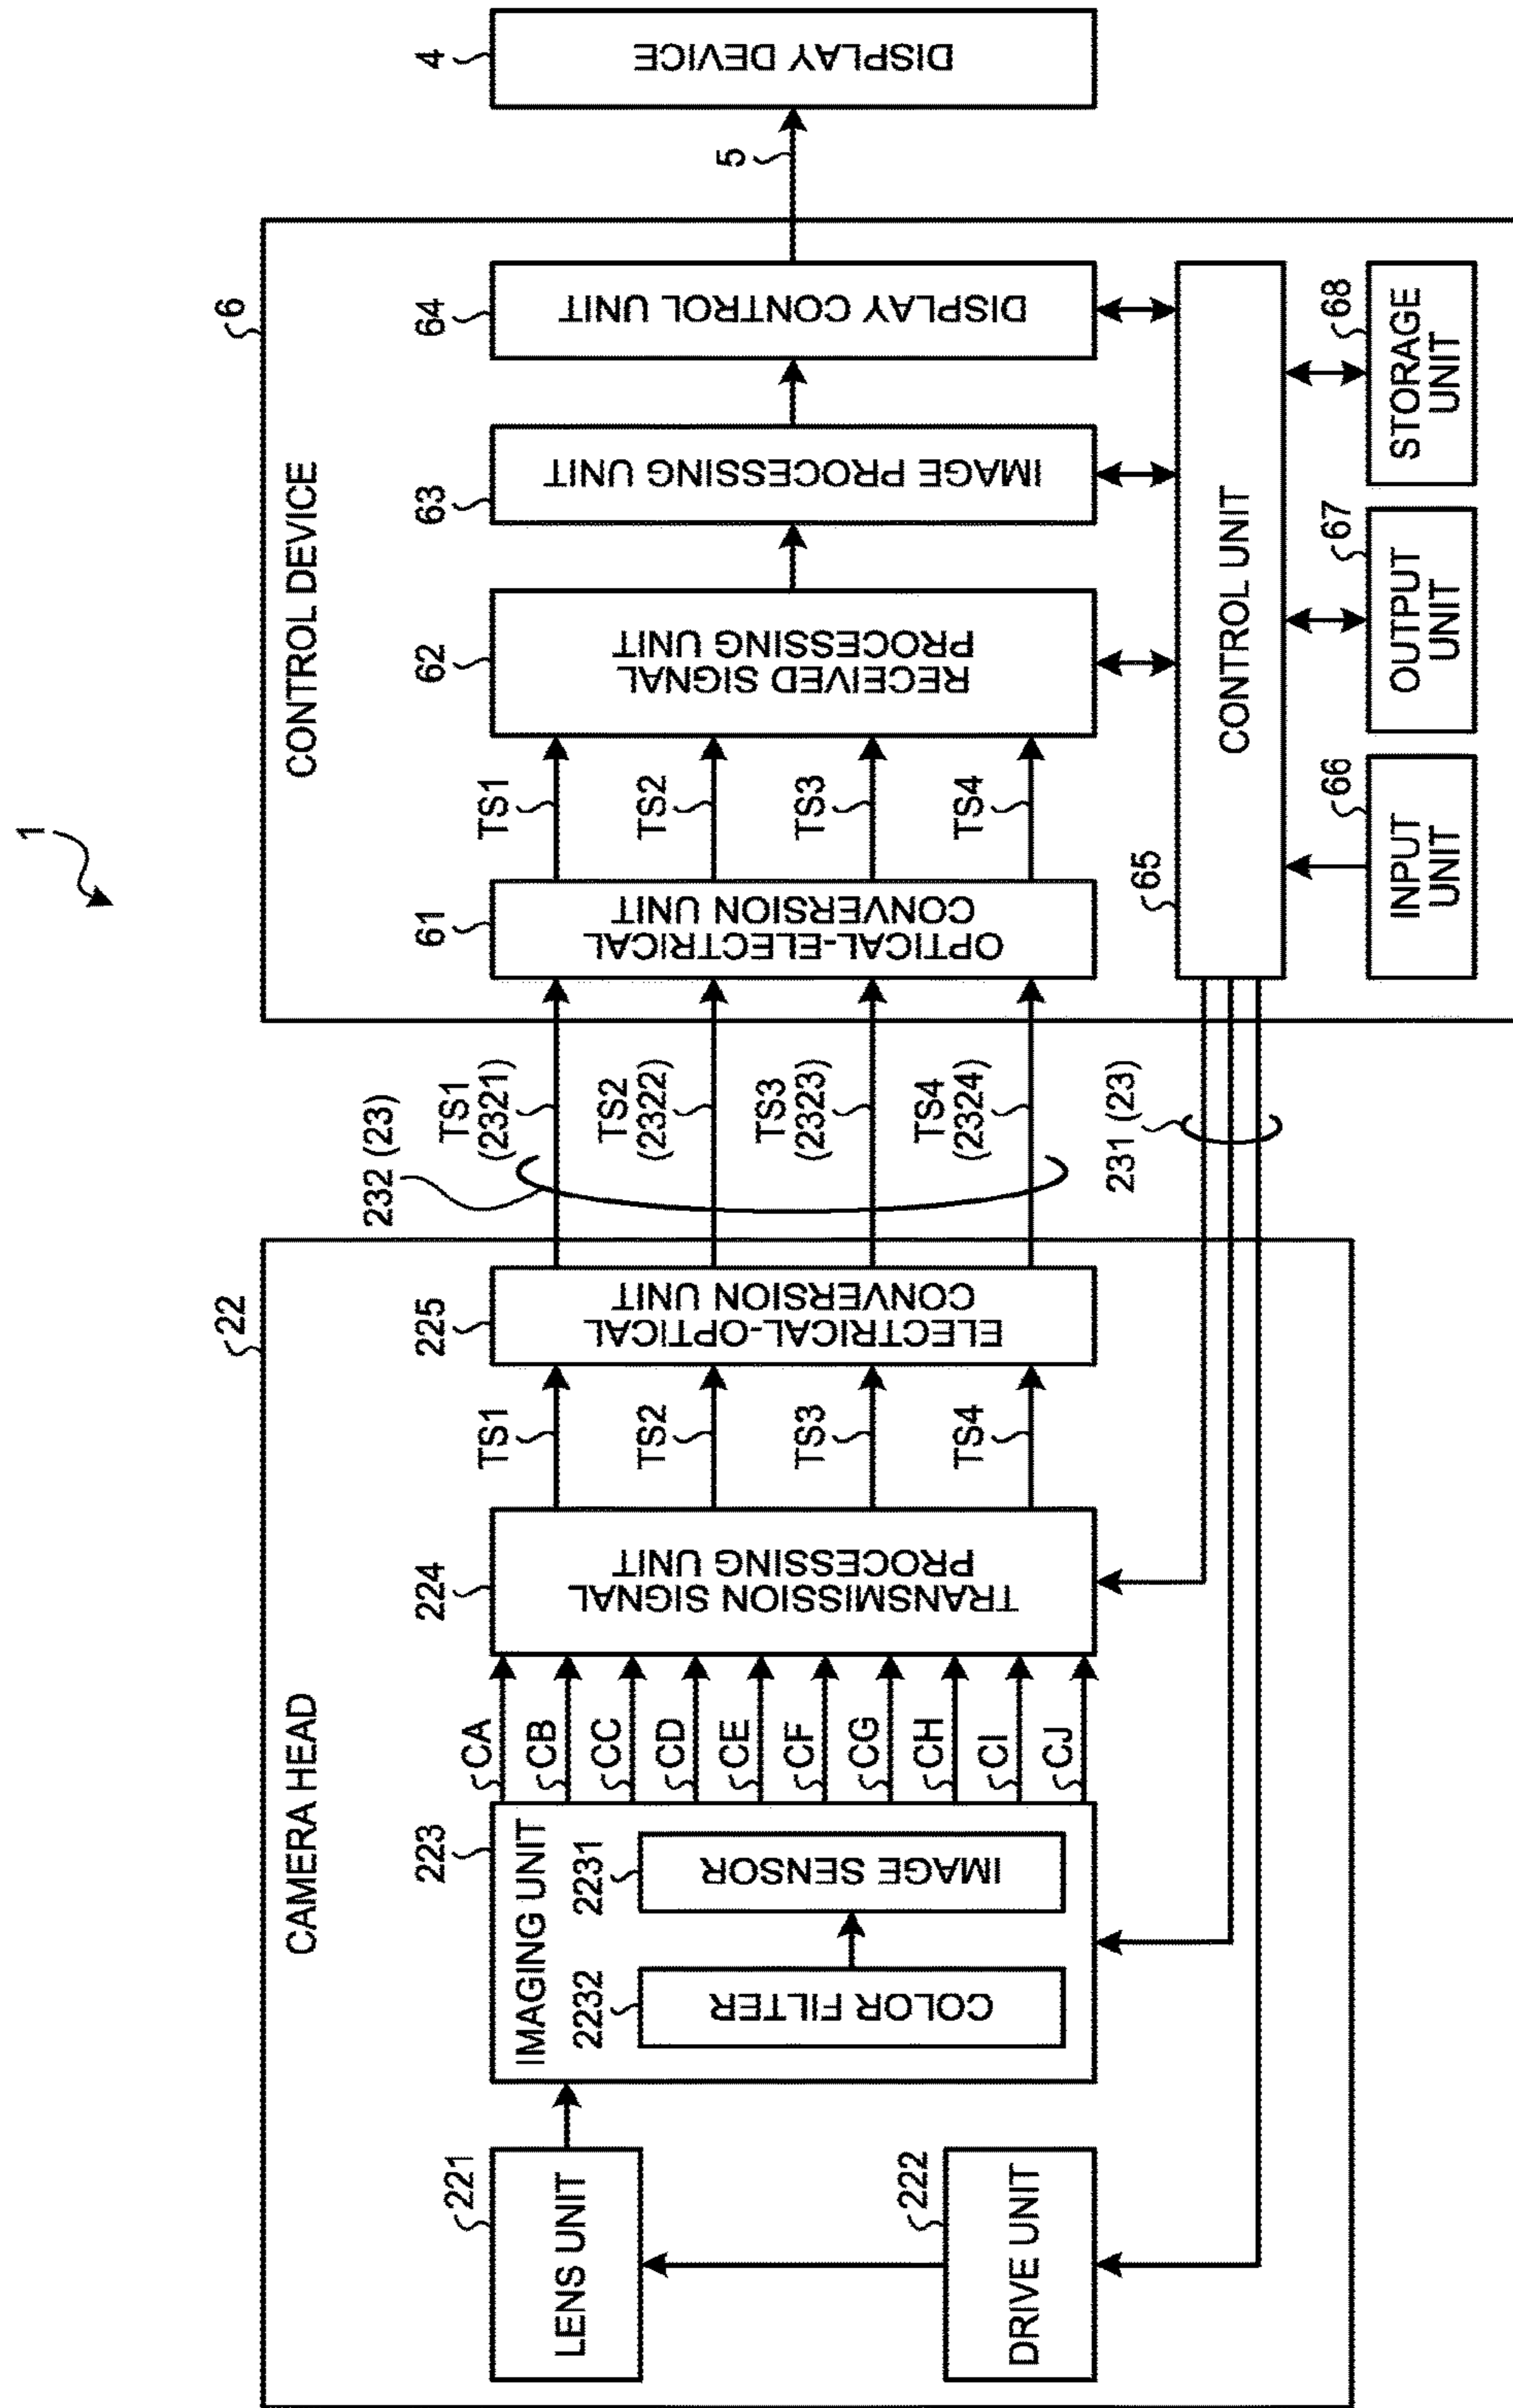 1
CAMERA HEAD
22
221
LENS UNIT
222
DRIVE UNIT
223
IMAGING UNIT
2232
COLOR FILTER
2231
IMAGE SENSOR
CA
CB
CC
CD
CE
CF
CG
CH
CI
CJ
224
TRANSMISSION SIGNAL
PROCESSING UNIT
TS1
TS2
TS3
TS4
225
ELECTRICAL-OPTICAL
CONVERSION UNIT
232 (23)
TS1
(2321)
TS2
(2322)
TS3
(2323)
TS4
(2324)
231 (23)
CONTROL DEVICE
6
61
OPTICAL-ELECTRICAL
CONVERSION UNIT
TS1
TS2
TS3
TS4
62
RECEIVED SIGNAL
PROCESSING UNIT
63
IMAGE PROCESSING UNIT
64
DISPLAY CONTROL UNIT
65
CONTROL UNIT
66
INPUT
UNIT
67
OUTPUT
UNIT
68
STORAGE
UNIT
5
4
DISPLAY DEVICE